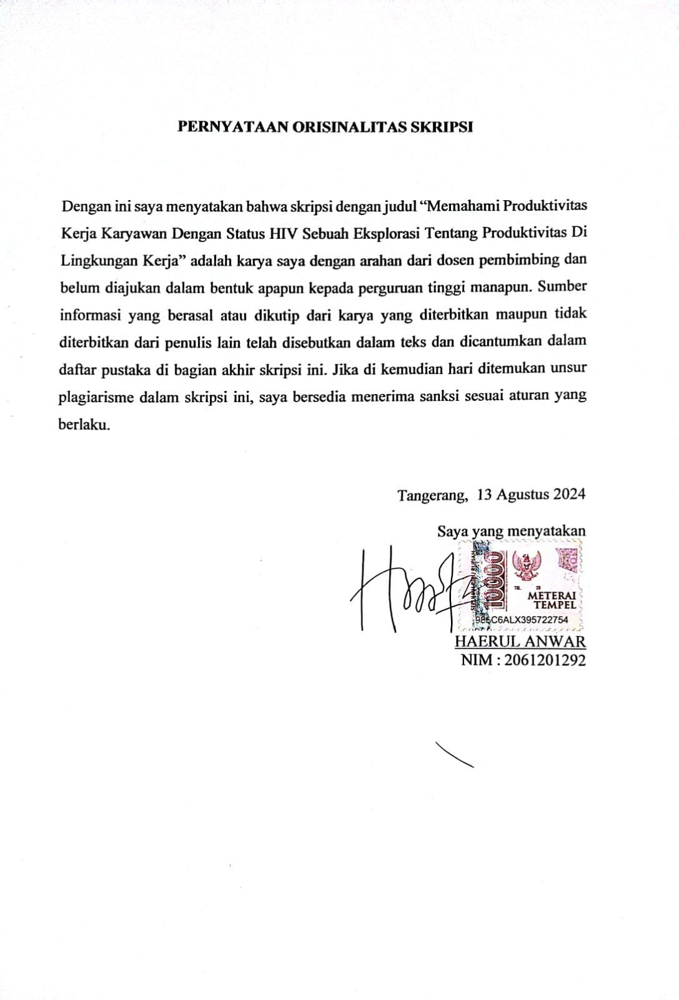 PERNYATAAN ORISINALITAS SKRIPSI
Dengan ini saya menyatakan bahwa skripsi dengan judul “Memahami Produktivitas
Kerja Karyawan Dengan Status HIV Sebuah Eksplorasi Tentang Produktivitas Di
Lingkungan Kerja” adalah karya saya dengan arahan dari dosen pembimbing dan
belum diajukan dalam bentuk apapun kepada perguruan tinggi manapun. Sumber
informasi yang berasal atau dikutip dari karya yang diterbitkan maupun tidak
diterbitkan dari penulis lain telah disebutkan dalam teks dan dicantumkan dalam
daftar pustaka di bagian akhir skripsi ini. Jika di kemudian hari ditemukan unsur
plagiarisme dalam skripsi ini, saya bersedia menerima sanksi sesuai aturan yang
berlaku.
Tangerang, 13 Agustus 2024
Saya yang menyatakan
10000
TGL. 20
METERAI
TEMPEL
986C6ALX395722754
HAERUL ANWAR
NIM : 2061201292